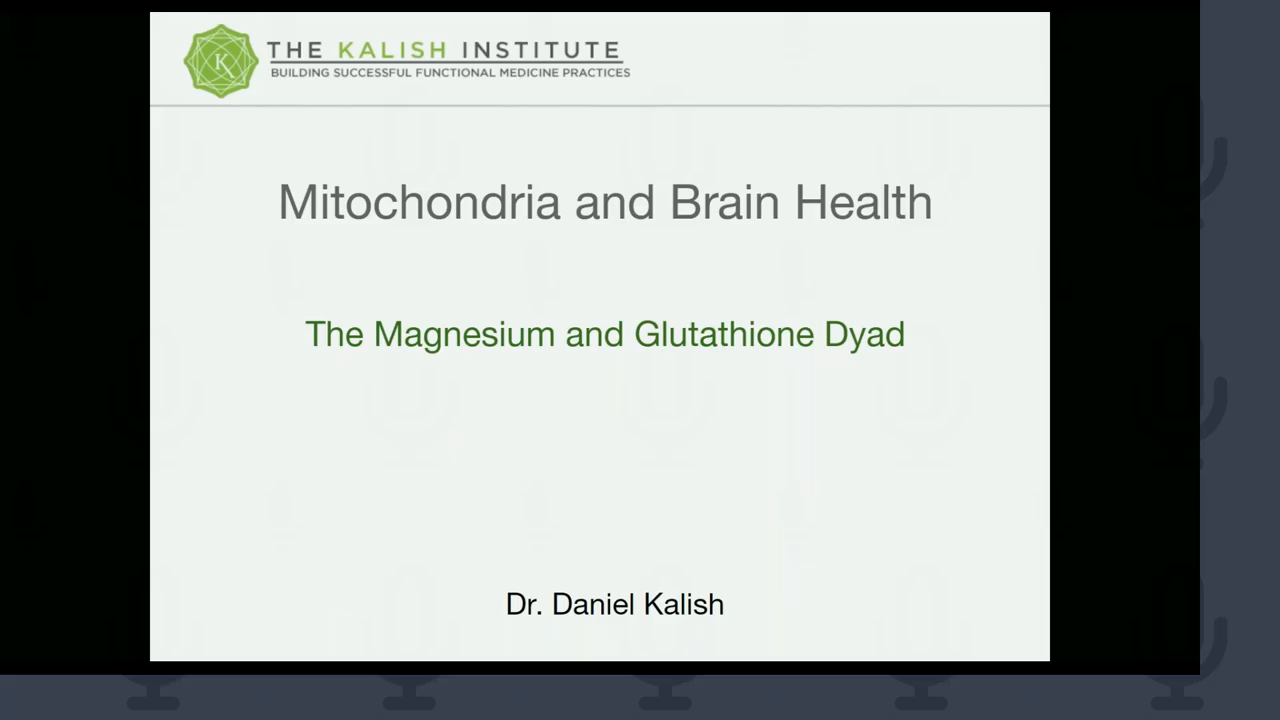 THE KALISH INSTITUTE
BUILDING SUCCESSFUL FUNCTIONAL MEDICINE PRACTICES
Mitochondria and Brain Health
The Magnesium and Glutathione Dyad
Dr. Daniel Kalish